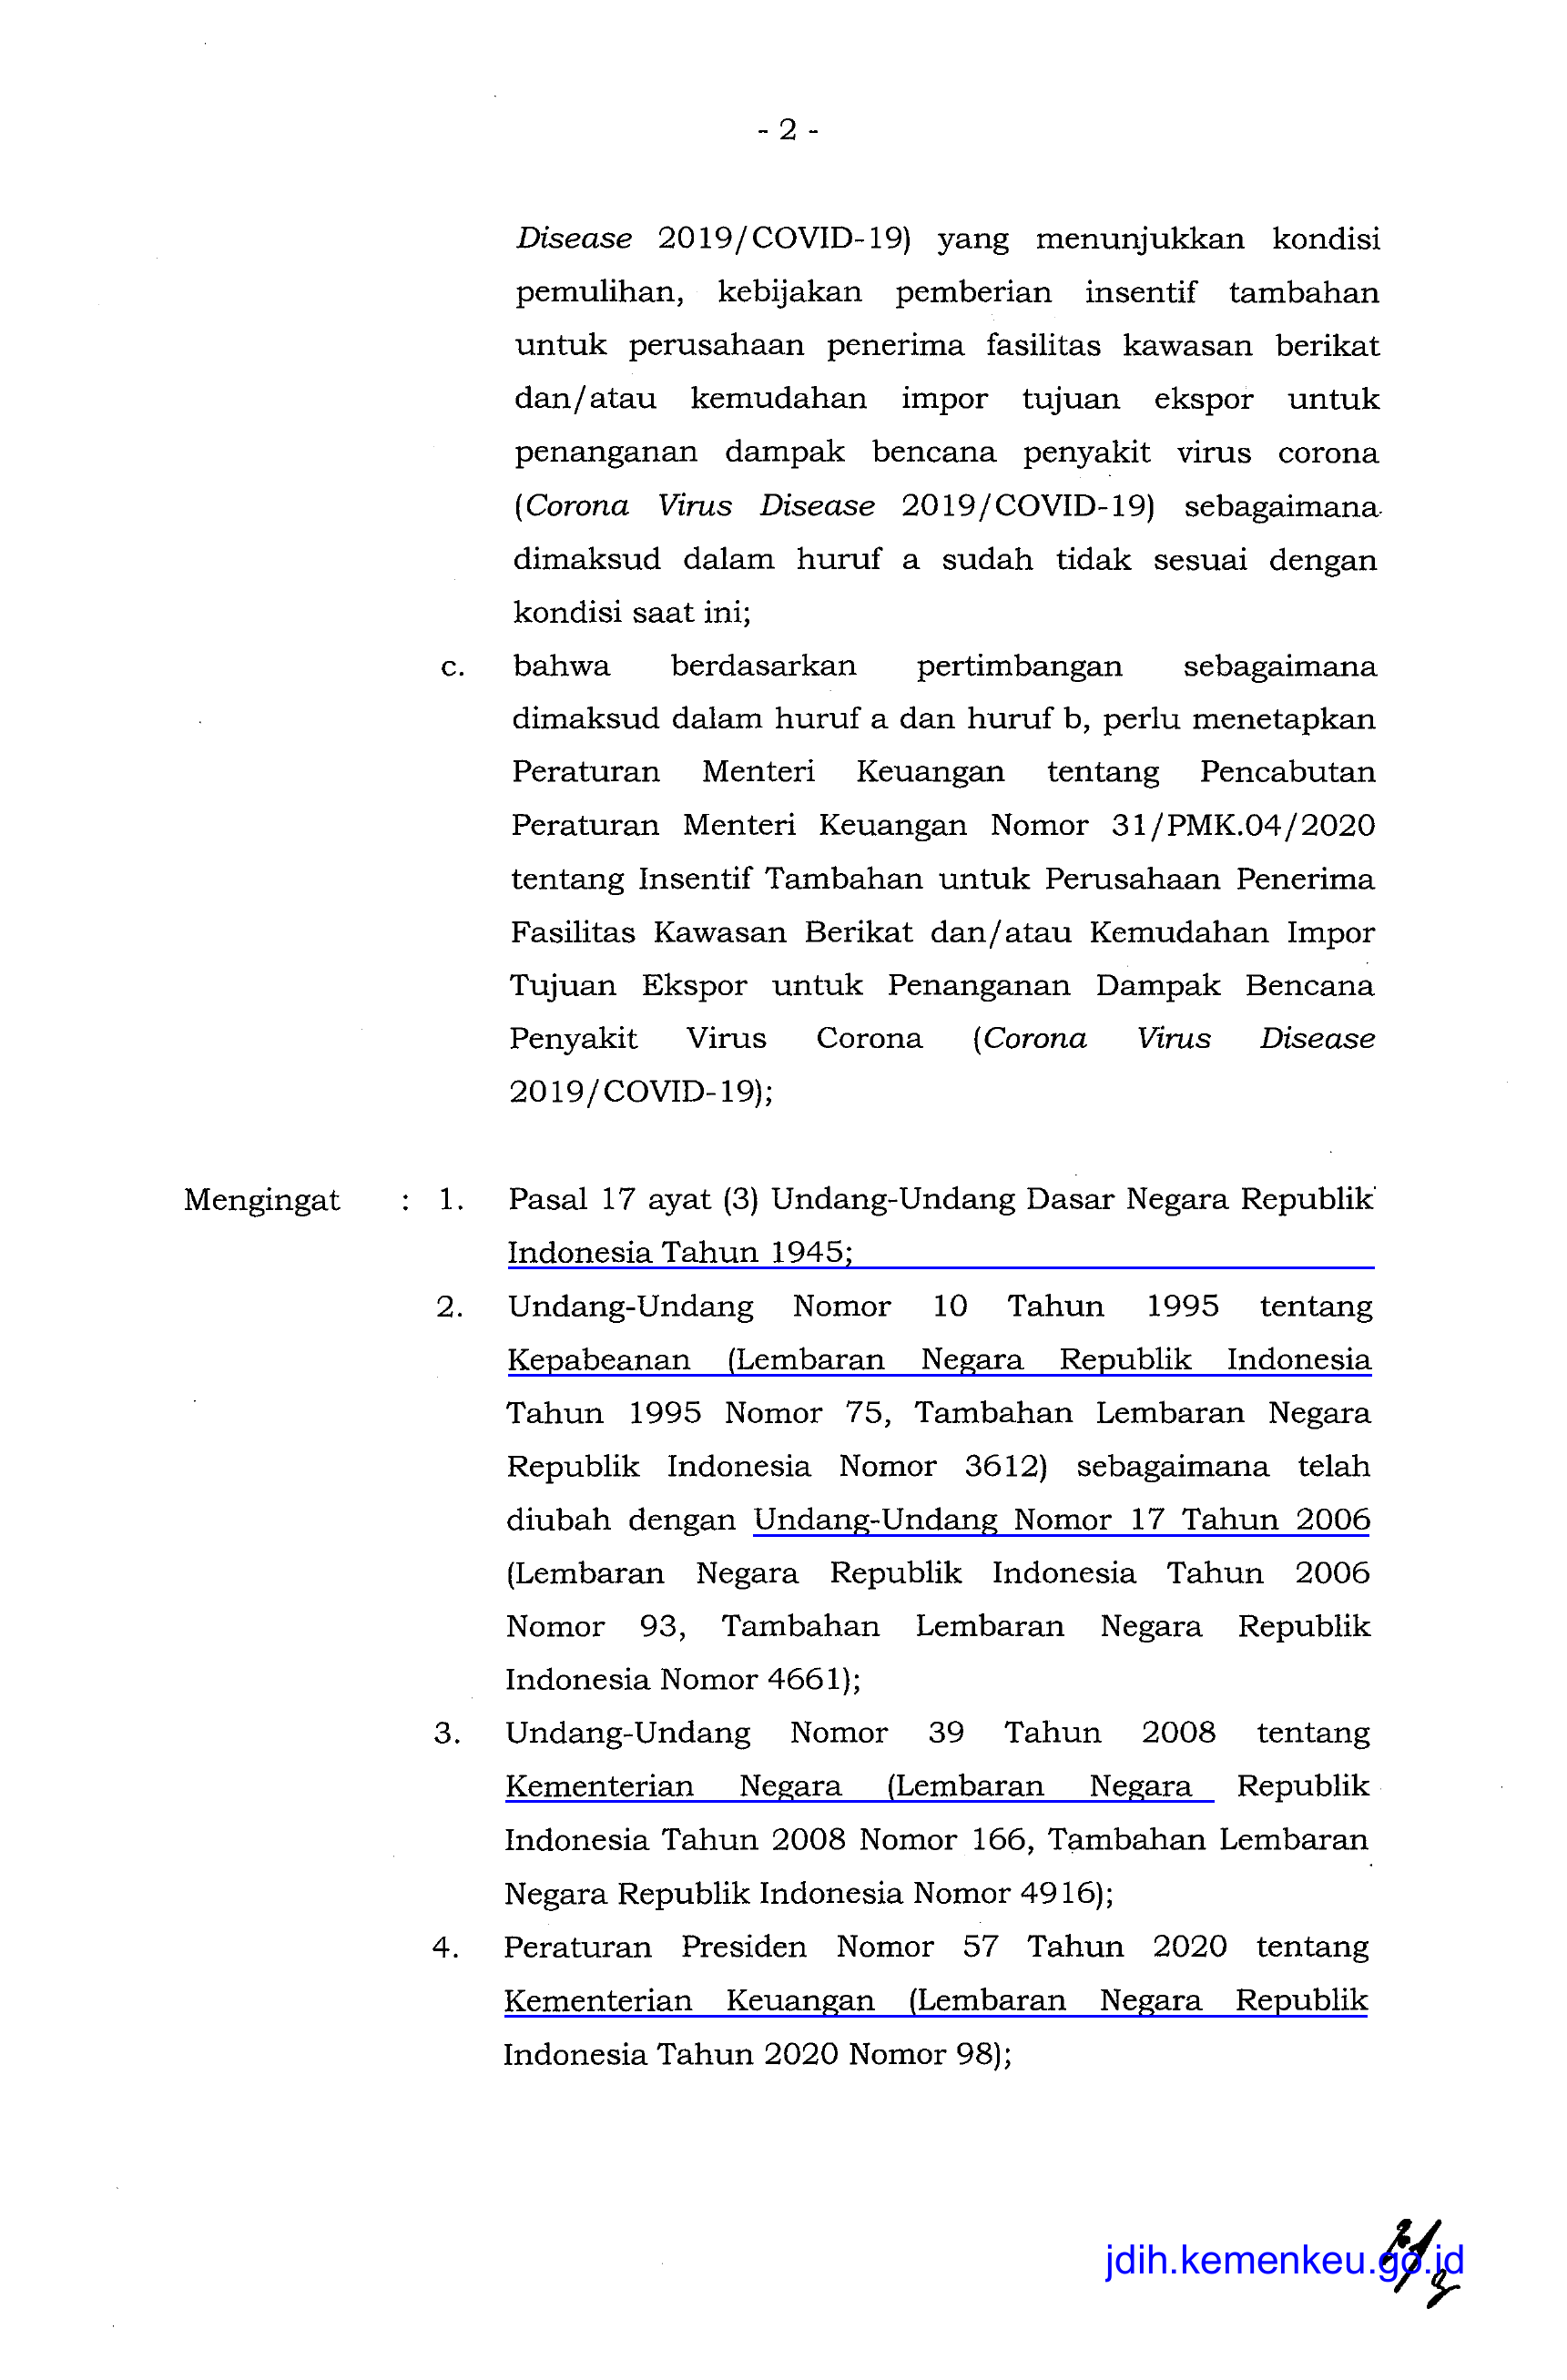 - 2 -
Disease 2019/COVID-19) yang menunjukkan kondisi
pemulihan, kebijakan pemberian insentif tambahan
untuk perusahaan penerima fasilitas kawasan berikat
dan/atau kemudahan impor tujuan ekspor untuk
penanganan dampak bencana penyakit virus corona
(Corona Virus Disease 2019/COVID-19) sebagaimana
dimaksud dalam huruf a sudah tidak sesuai dengan
kondisi saat ini;
c. bahwa berdasarkan pertimbangan sebagaimana
dimaksud dalam huruf a dan huruf b, perlu menetapkan
Peraturan Menteri Keuangan tentang Pencabutan
Peraturan Menteri Keuangan Nomor 31/PMK.04/2020
tentang Insentif Tambahan untuk Perusahaan Penerima
Fasilitas Kawasan Berikat dan/atau Kemudahan Impor
Tujuan Ekspor untuk Penanganan Dampak Bencana
Penyakit Virus Corona (Corona Virus Disease
2019/COVID-19);
Mengingat : 1. Pasal 17 ayat (3) Undang-Undang Dasar Negara Republik
Indonesia Tahun 1945;
2. Undang-Undang Nomor 10 Tahun 1995 tentang
Kepabeanan (Lembaran Negara Republik Indonesia
Tahun 1995 Nomor 75, Tambahan Lembaran Negara
Republik Indonesia Nomor 3612) sebagaimana telah
diubah dengan Undang-Undang Nomor 17 Tahun 2006
(Lembaran Negara Republik Indonesia Tahun 2006
Nomor 93, Tambahan Lembaran Negara Republik
Indonesia Nomor 4661);
3. Undang-Undang Nomor 39 Tahun 2008 tentang
Kementerian Negara (Lembaran Negara Republik
Indonesia Tahun 2008 Nomor 166, Tambahan Lembaran
Negara Republik Indonesia Nomor 4916);
4. Peraturan Presiden Nomor 57 Tahun 2020 tentang
Kementerian Keuangan (Lembaran Negara Republik
Indonesia Tahun 2020 Nomor 98);
jdih.kemenkeu.go.id